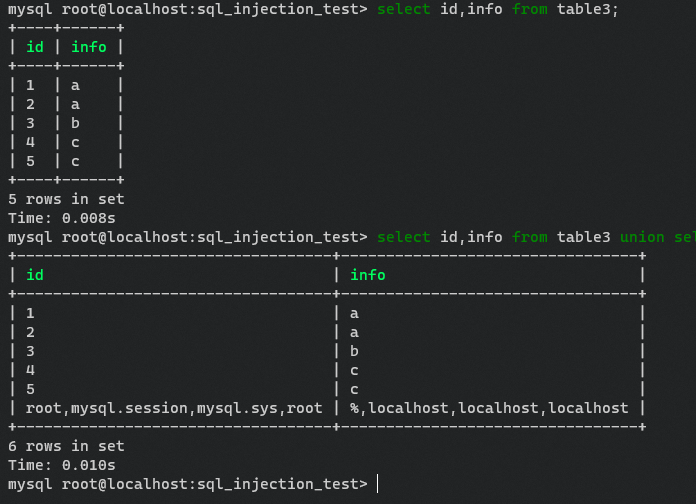 mysql root@localhost:sql_injection_test> select id,info from table3;
+----+------+
| id | info |
+----+------+
| 1  | a    |
| 2  | a    |
| 3  | b    |
| 4  | c    |
| 5  | c    |
+----+------+
5 rows in set
Time: 0.008s
mysql root@localhost:sql_injection_test> select id,info from table3 union sel
+----------------------------------+---------------------------------+
| id                               | info                            |
+----------------------------------+---------------------------------+
| 1                                | a                               |
| 2                                | a                               |
| 3                                | b                               |
| 4                                | c                               |
| 5                                | c                               |
| root,mysql.session,mysql.sys,root | %,localhost,localhost,localhost |
+----------------------------------+---------------------------------+
6 rows in set
Time: 0.010s
mysql root@localhost:sql_injection_test>